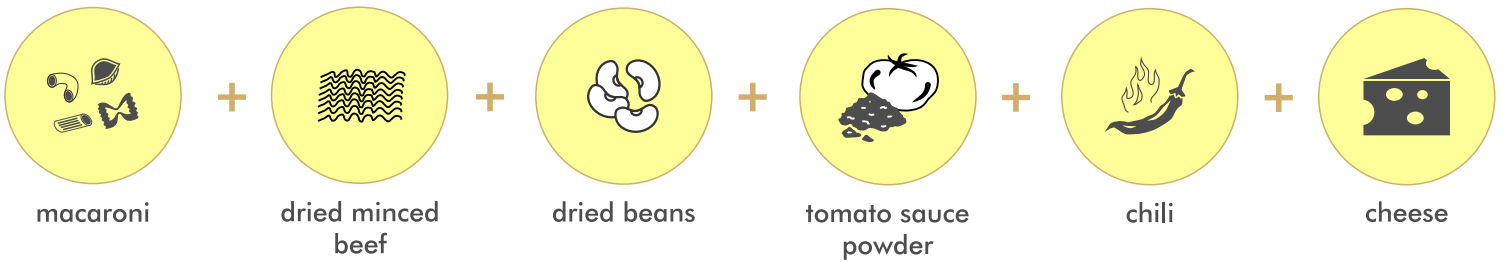 macaroni
dried minced
beef
dried beans
tomato sauce
powder
chili
cheese